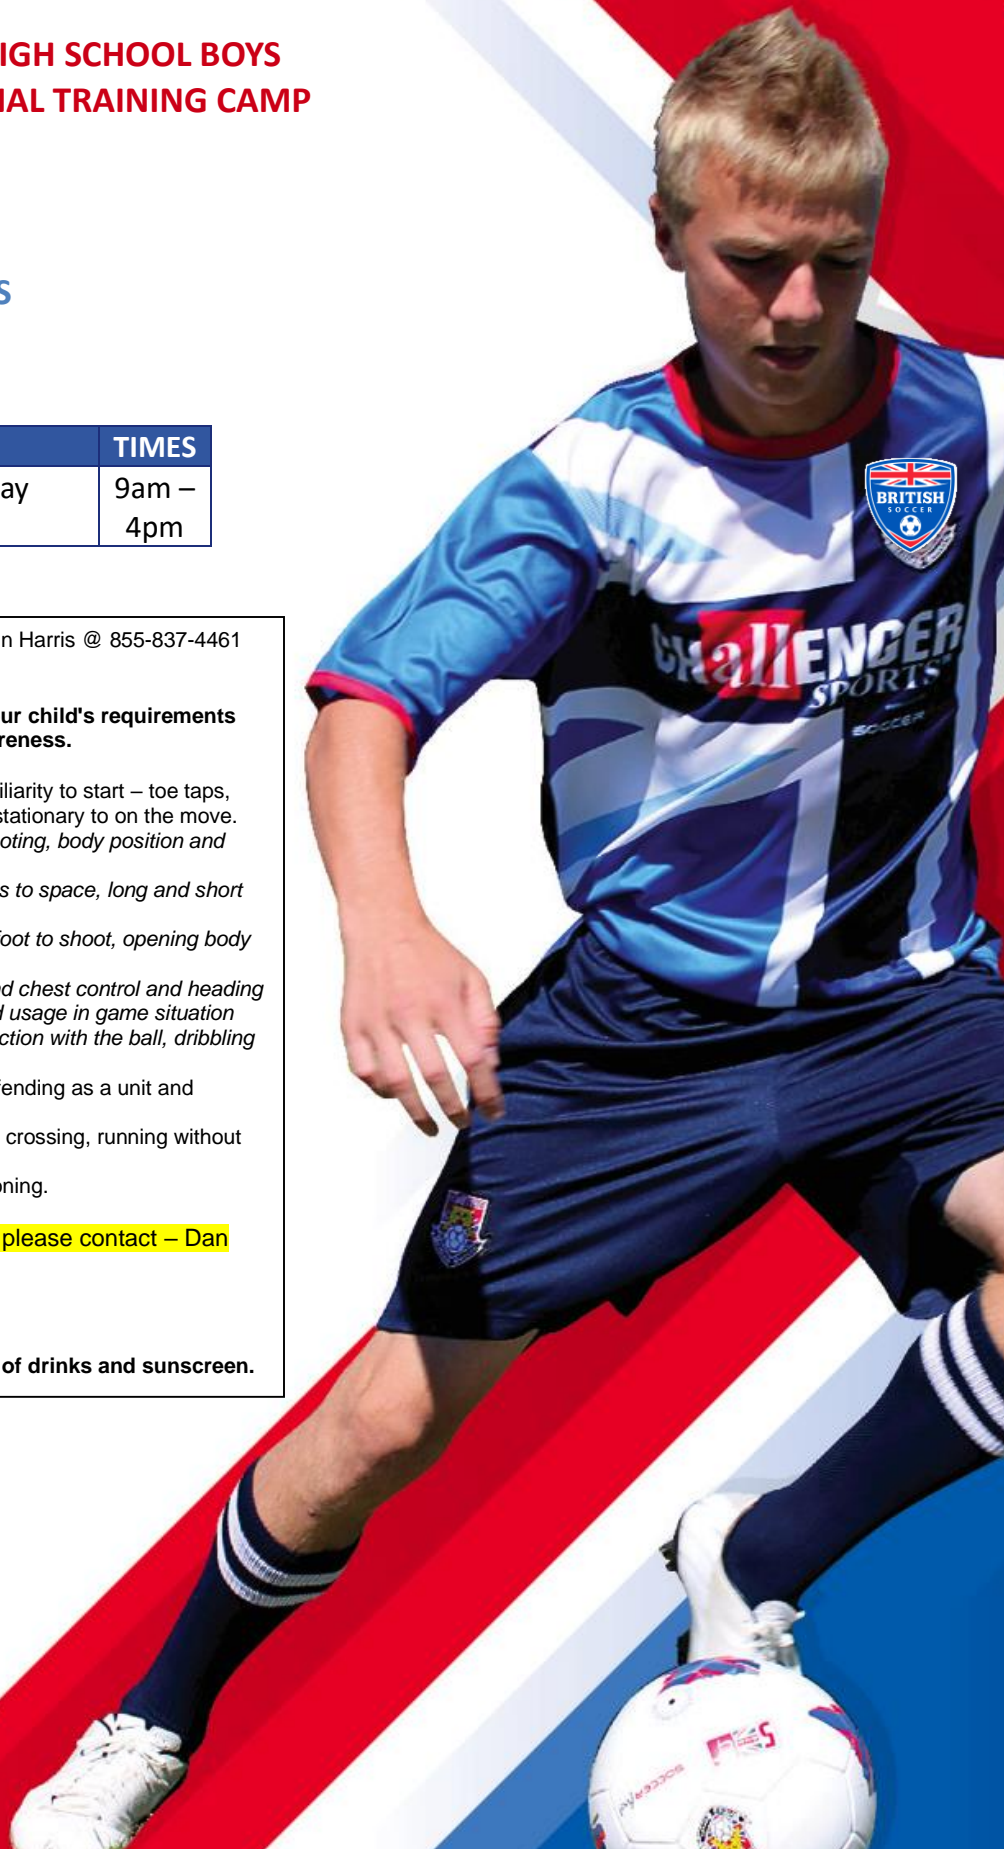 IGH SCHOOL BOYS
IAL TRAINING CAMP
S
TIMES
ay
9am –
4pm
n Harris @ 855-837-4461
ur child's requirements
reness.
iliarity to start – toe taps,
stationary to on the move.
oting, body position and
s to space, long and short
foot to shoot, opening body
d chest control and heading
d usage in game situation
ction with the ball, dribbling
fending as a unit and
crossing, running without
oning.
please contact – Dan
of drinks and sunscreen.
BRITISH
SOCCER
CHallENGER
SPORTS
SOCCER
SOCCER